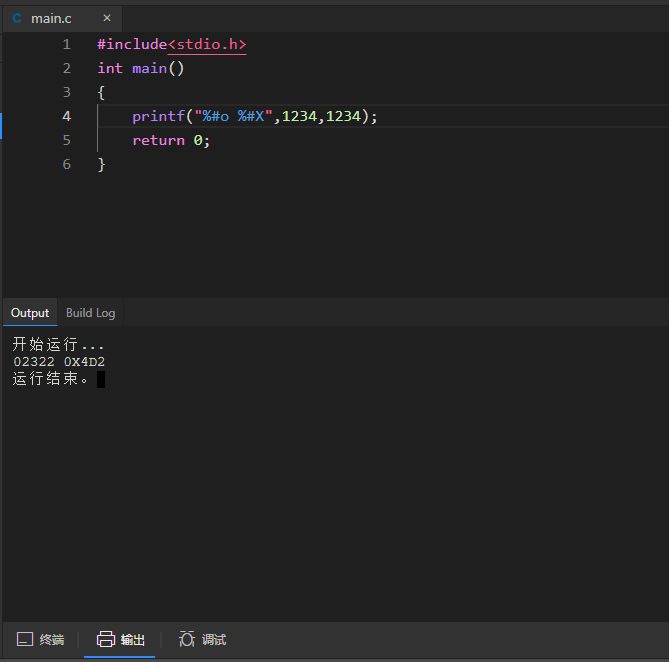 C main.c ×
1 #include<stdio.h>
2 int main()
3 {
4     printf("%#o %#X",1234,1234);
5     return 0;
6 }
Output Build Log
开始运行...
02322 0X4D2
运行结束。
终端 输出 调试